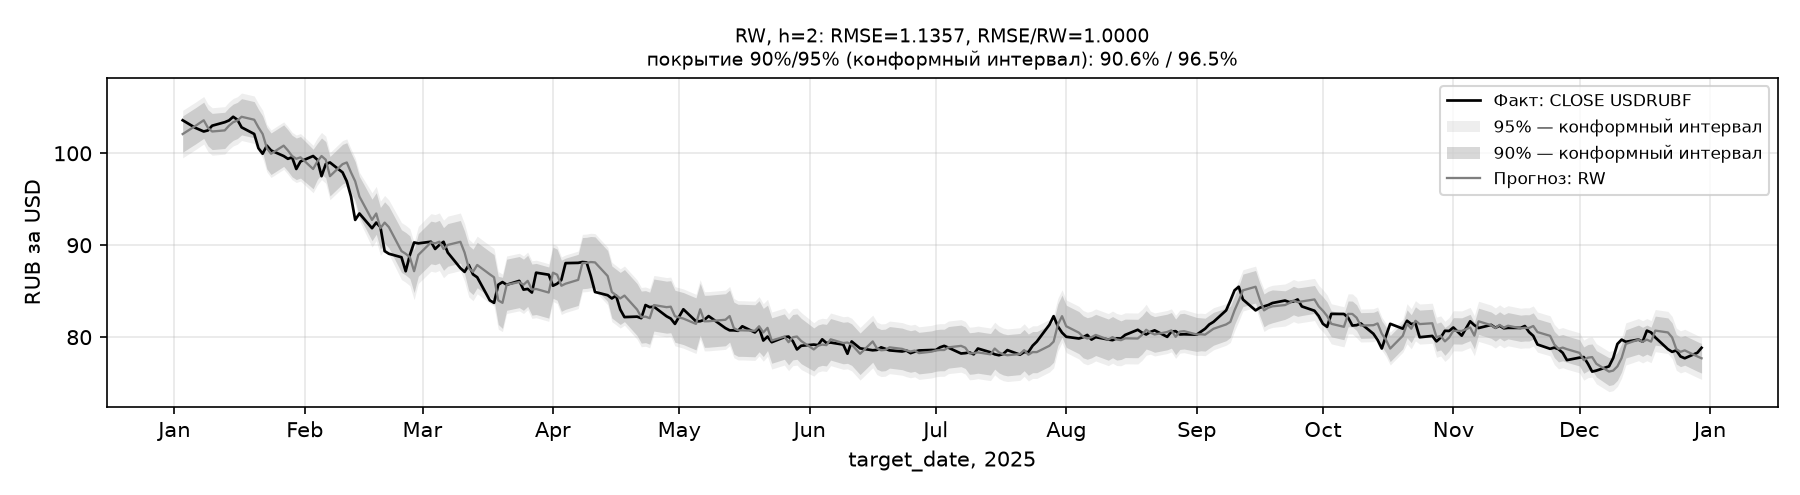 RW, h=2: RMSE=1.1357, RMSE/RW=1.0000
покрытие 90%/95% (конформный интервал): 90.6% / 96.5%
Факт: CLOSE USDRUBF
95% — конформный интервал
90% — конформный интервал
Прогноз: RW
RUB за USD
100
90
80
Jan Feb Mar Apr May Jun Jul Aug Sep Oct Nov Dec Jan
target_date, 2025